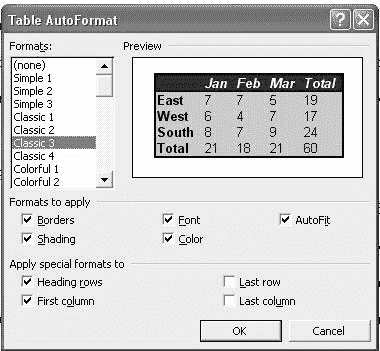 Table AutoFormat
Formats:
(none)
Simple 1
Simple 2
Simple 3
Classic 1
Classic 2
Classic 3
Classic 4
Colorful 1
Colorful 2
Preview
Jan Feb Mar Total
East 7 7 5 19
West 6 4 7 17
South 8 7 9 24
Total 21 18 21 60
Formats to apply
Borders Font AutoFit
Shading Color
Apply special formats to
Heading rows Last row
First column Last column
OK Cancel